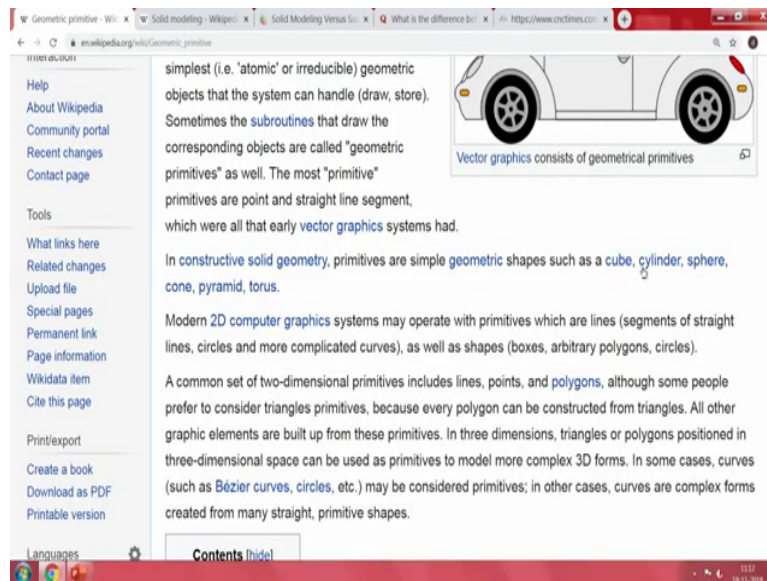 Geometric primitive - Wik
Solid modeling - Wikiped
Solid Modeling Versus Su
What is the difference be
https://www.cnctimes.com
en.wikipedia.org/wiki/Geometric_primitive
Interaction
Help
About Wikipedia
Community portal
Recent changes
Contact page
Tools
What links here
Related changes
Upload file
Special pages
Permanent link
Page information
Wikidata item
Cite this page
Print/export
Create a book
Download as PDF
Printable version
Languages
simplest (i.e. 'atomic' or irreducible) geometric
objects that the system can handle (draw, store).
Sometimes the subroutines that draw the
corresponding objects are called "geometric
primitives" as well. The most "primitive"
primitives are point and straight line segment,
which were all that early vector graphics systems had.
Vector graphics consists of geometrical primitives
In constructive solid geometry, primitives are simple geometric shapes such as a cube, cylinder, sphere,
cone, pyramid, torus.
Modern 2D computer graphics systems may operate with primitives which are lines (segments of straight
lines, circles and more complicated curves), as well as shapes (boxes, arbitrary polygons, circles).
A common set of two-dimensional primitives includes lines, points, and polygons, although some people
prefer to consider triangles primitives, because every polygon can be constructed from triangles. All other
graphic elements are built up from these primitives. In three dimensions, triangles or polygons positioned in
three-dimensional space can be used as primitives to model more complex 3D forms. In some cases, curves
(such as Bézier curves, circles, etc.) may be considered primitives; in other cases, curves are complex forms
created from many straight, primitive shapes.
Contents [hide]
11:37